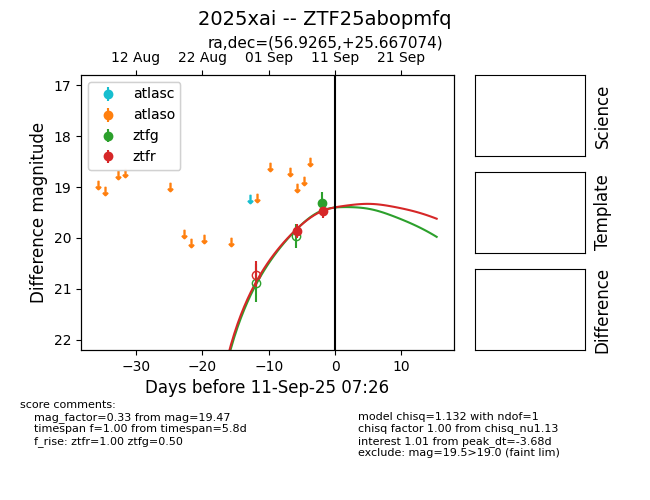 2025xai -- ZTF25abopmfq
ra,dec=(56.9265,+25.667074)
12 Aug 22 Aug 01 Sep 11 Sep 21 Sep
atlasc
atlaso
ztfg
ztfr
17
18
19
20
21
22
Difference magnitude
−30 −20 −10 0 10
Days before 11-Sep-25 07:26
Science
Template
Difference
score comments:
mag_factor=0.33 from mag=19.47
timespan f=1.00 from timespan=5.8d
f_rise: ztfr=1.00 ztfg=0.50
model chisq=1.132 with ndof=1
chisq factor 1.00 from chisq_nu1.13
interest 1.01 from peak_dt=-3.68d
exclude: mag=19.5>19.0 (faint lim)